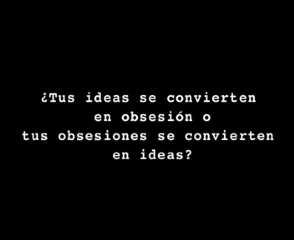 ¿Tus ideas se convierten
en obsesión o
tus obsesiones se convierten
en ideas?